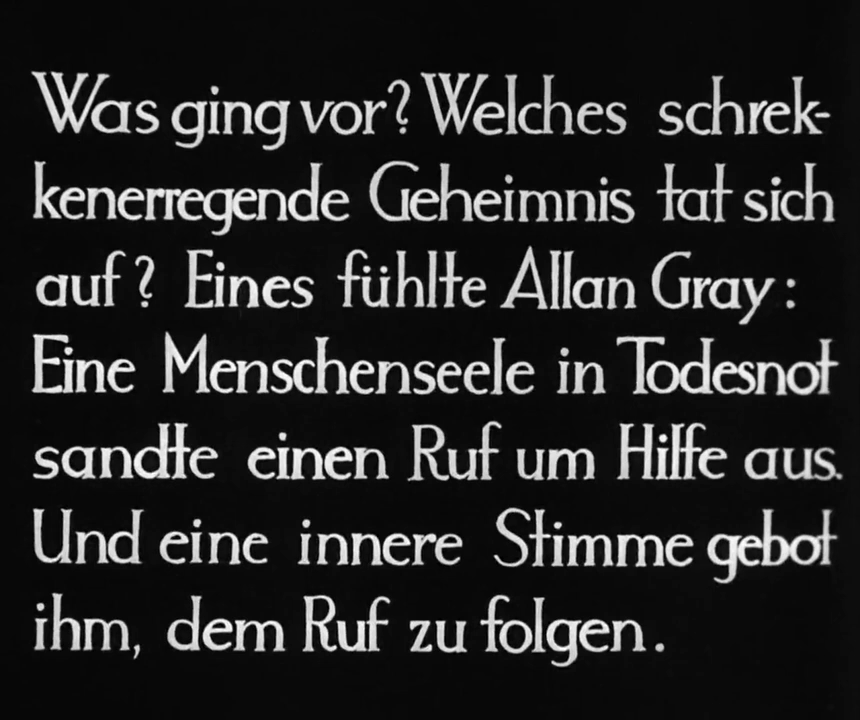 Was ging vor? Welches schrek-
kenerregende Geheimnis tat sich
auf? Eines fühlte Allan Gray:
Eine Menschenseele in Todesnot
sandte einen Ruf um Hilfe aus.
Und eine innere Stimme gebot
ihm, dem Ruf zu folgen.